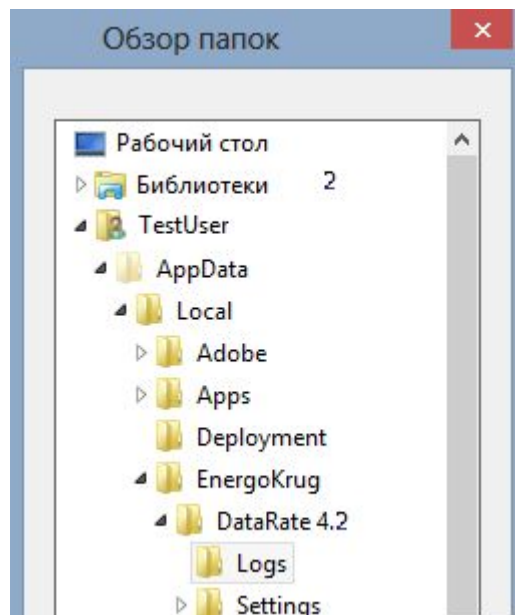 Обзор папок
Рабочий стол
Библиотеки 2
TestUser
AppData
Local
Adobe
Apps
Deployment
EnergoKrug
DataRate 4.2
Logs
Settings